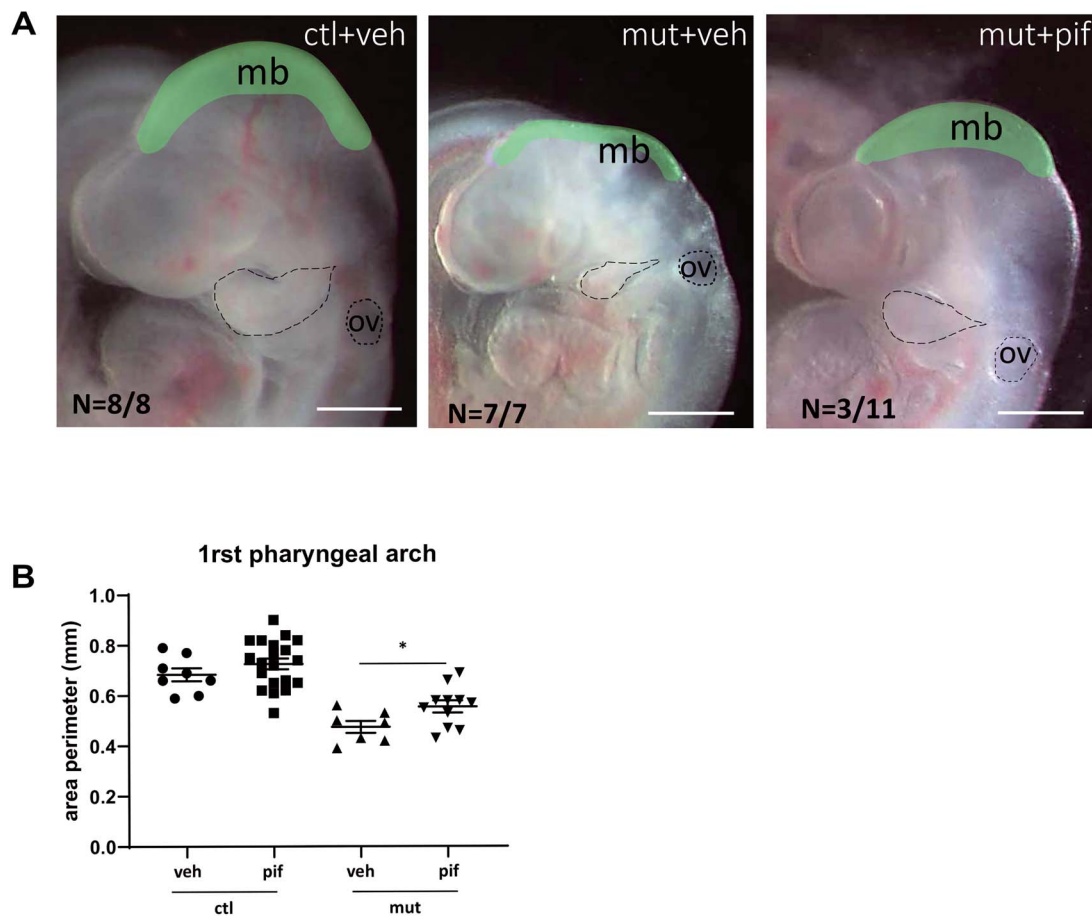 A
ctl+veh
mb
ov
N=8/8
mut+veh
mb
ov
N=7/7
mut+pif
mb
ov
N=3/11
B
1rst pharyngeal arch
area perimeter (mm)
1.0
0.8
0.6
0.4
0.2
0.0
*
veh
pif
veh
pif
ctl
mut